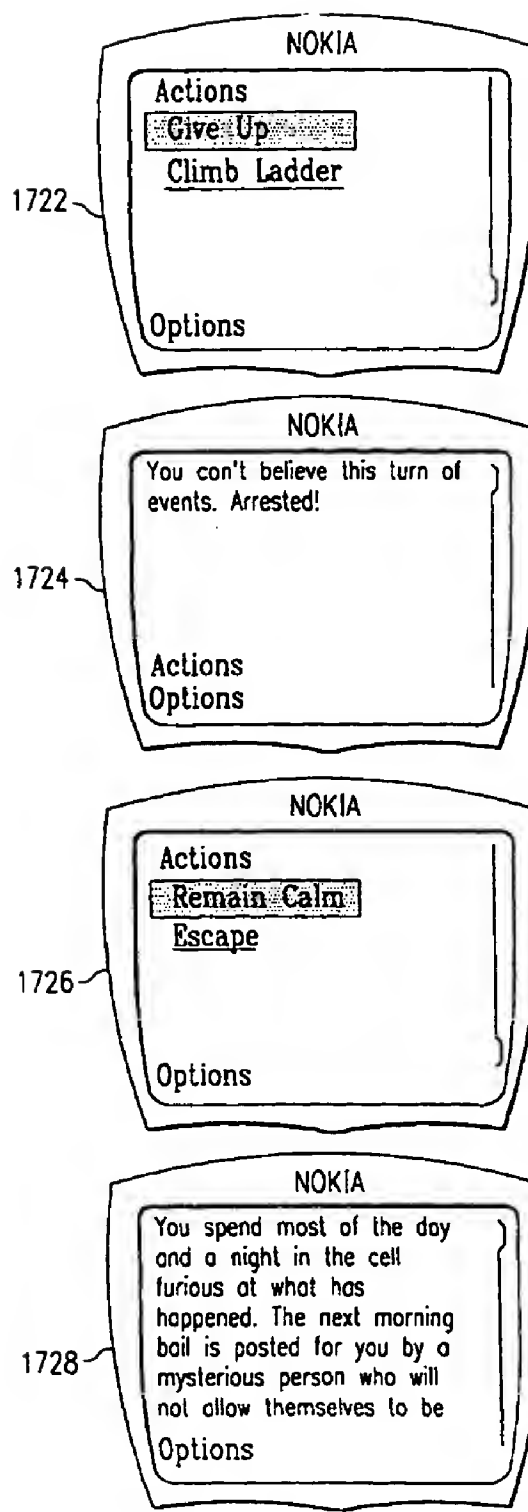 NOKIA
Actions
Give Up
Climb Ladder
1722
Options
NOKIA
You con't believe this turn of
events. Arrested!
1724
Actions
Options
NOKIA
Actions
Remain Calm
Escape
1726
Options
NOKIA
You spend most of the day
and a night in the cell
furious at what has
happened. The next morning
bail is posted for you by a
mysterious person who will
not allow themselves to be
1728
Options